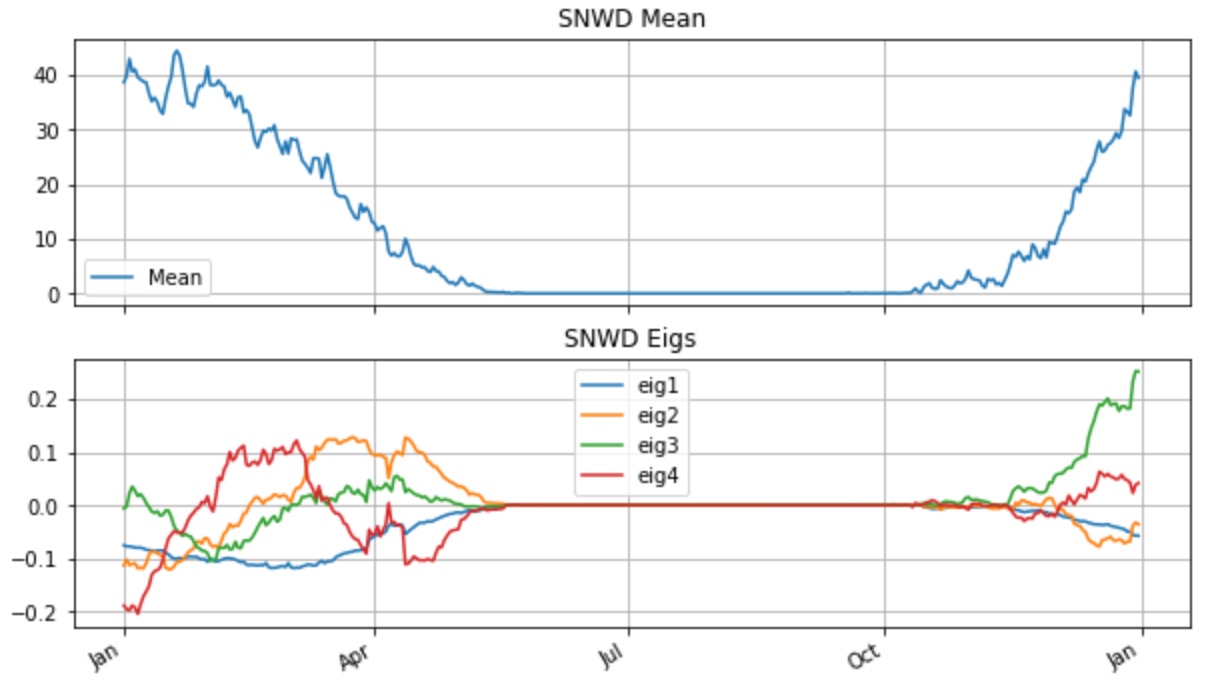 SNWD Mean
40
30
20
10
0
Mean
SNWD Eigs
0.2
0.1
0.0
−0.1
−0.2
eig1
eig2
eig3
eig4
Jan
Apr
Jul
Oct
Jan